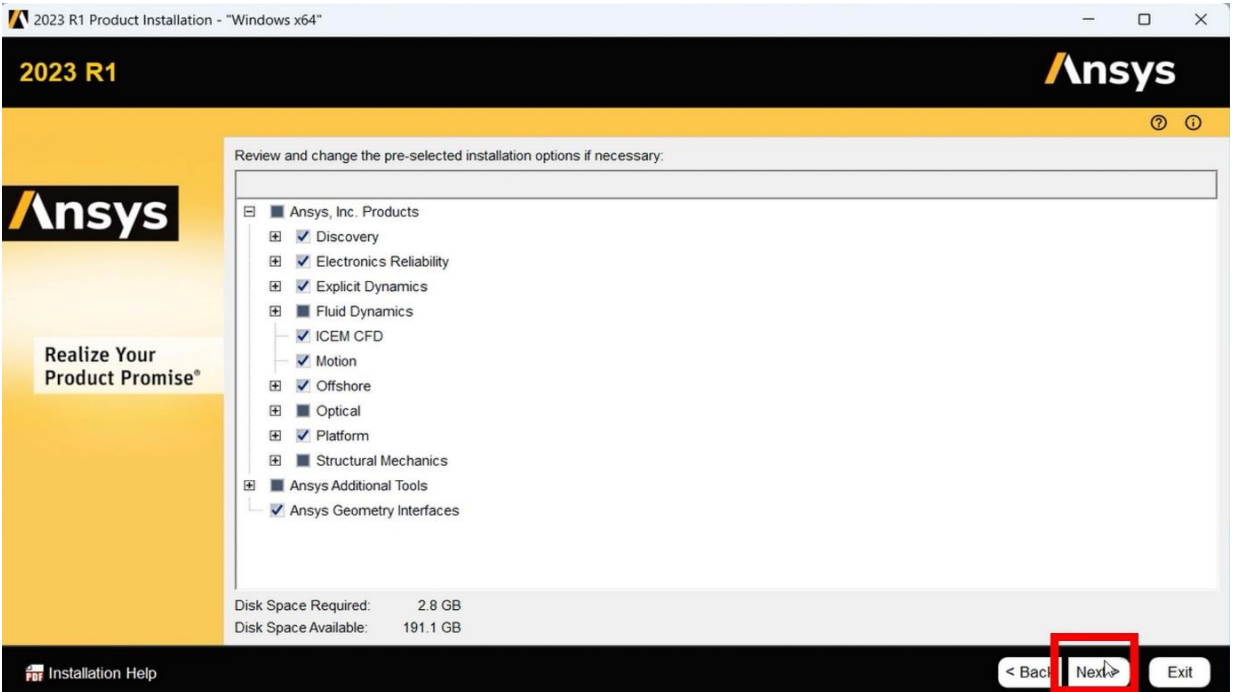 2023 R1 Product Installation - "Windows x64"
2023 R1
Ansys
Review and change the pre-selected installation options if necessary:
Ansys
Realize Your
Product Promise®
Ansys, Inc. Products
Discovery
Electronics Reliability
Explicit Dynamics
Fluid Dynamics
ICEM CFD
Motion
Offshore
Optical
Platform
Structural Mechanics
Ansys Additional Tools
Ansys Geometry Interfaces
Disk Space Required: 2.8 GB
Disk Space Available: 191.1 GB
PDF Installation Help
< Back Next > Exit